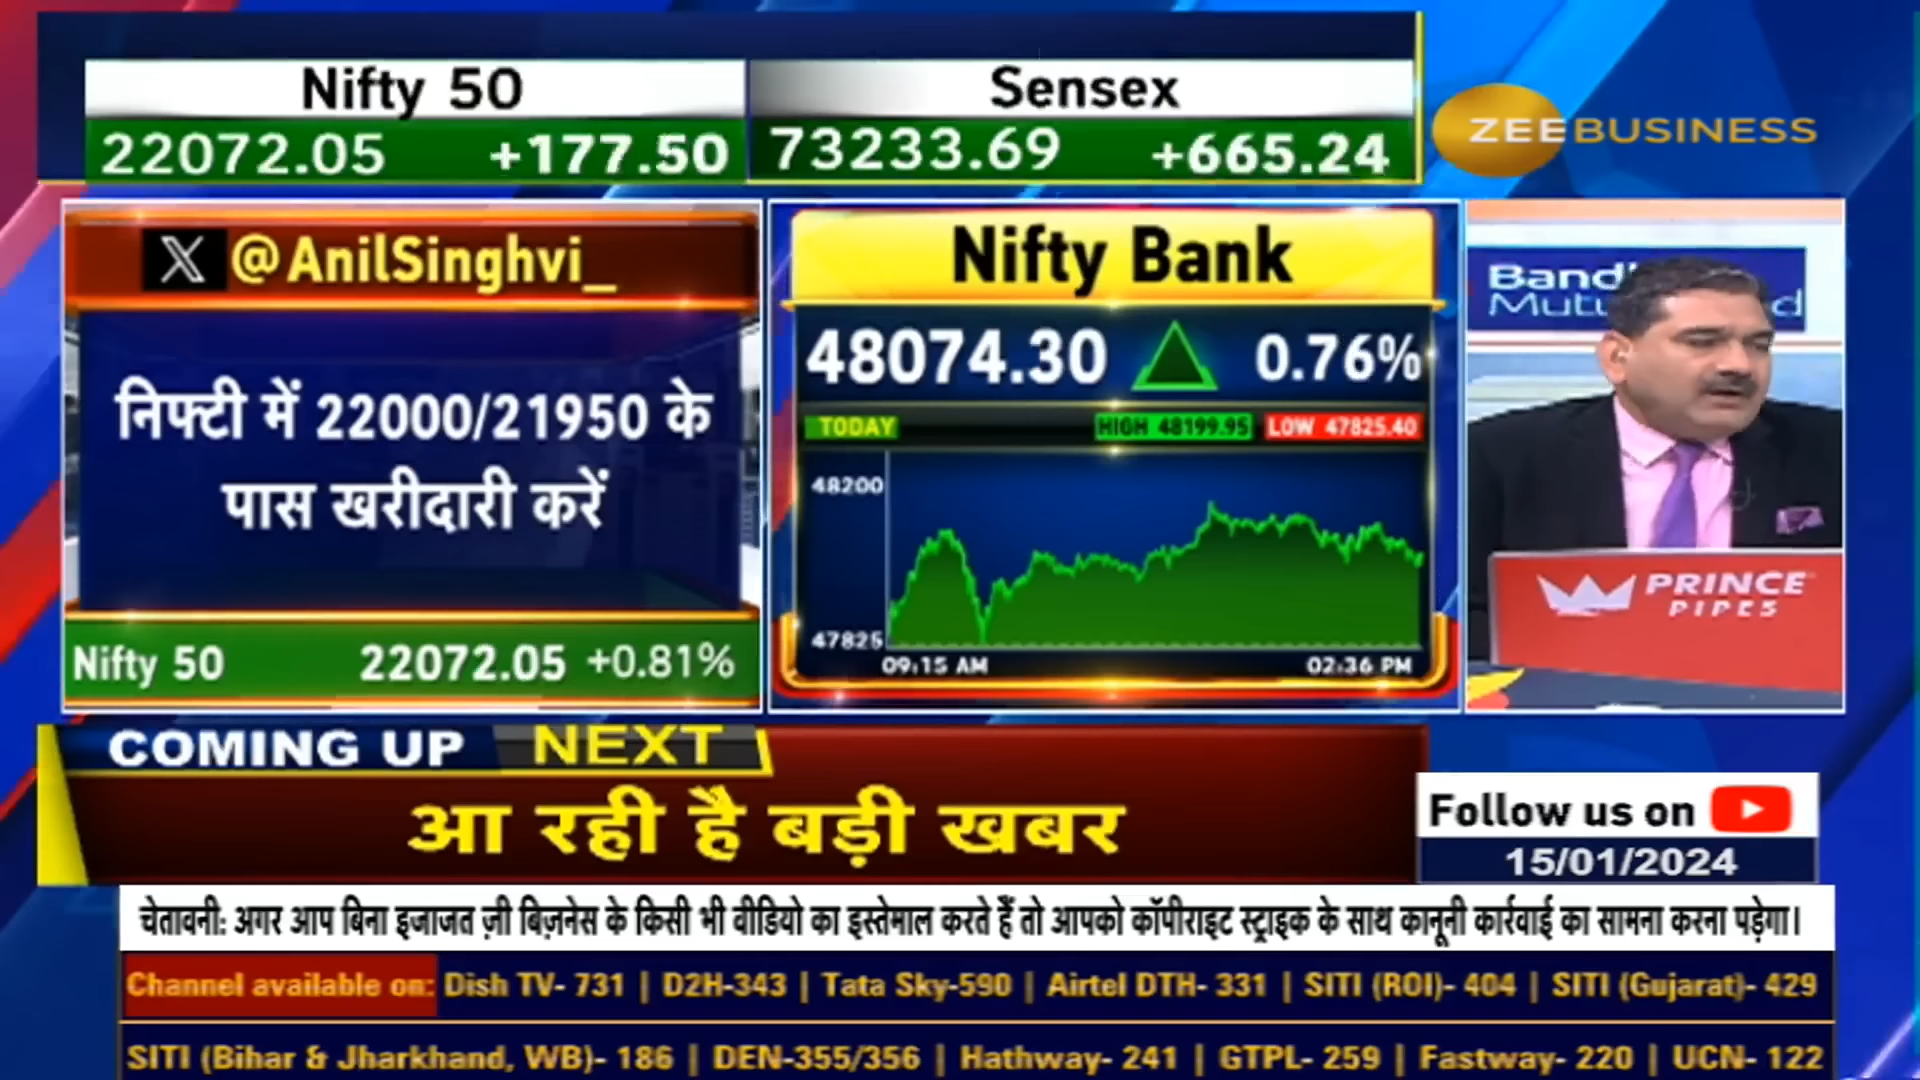 Nifty 50
22072.05 +177.50
Sensex
73233.69 +665.24
ZEEBUSINESS
X @AnilSinghvi_
निफ्टी में 22000/21950 के
पास खरीदारी करें
Nifty 50 22072.05 +0.81%
Nifty Bank
48074.30 0.76%
TODAY HIGH 48199.95 LOW 47825.40
48200
47825
09:15 AM 02:36 PM
PRINCE
PIPES
COMING UP NEXT
आ रही है बड़ी खबर
Follow us on
15/01/2024
चेतावनी: अगर आप बिना इजाजत ज़ी बिज़नेस के किसी भी वीडियो का इस्तेमाल करते हैं तो आपको कॉपीराइट स्ट्राइक के साथ कानूनी कार्रवाई का सामना करना पड़ेगा।
Channel available on: Dish TV- 731 | D2H-343 | Tata Sky-590 | Airtel DTH- 331 | SITI (ROI)- 404 | SITI (Gujarat)- 429
SITI (Bihar & Jharkhand, WB)- 186 | DEN-355/356 | Hathway- 241 | GTPL- 259 | Fastway- 220 | UCN- 122